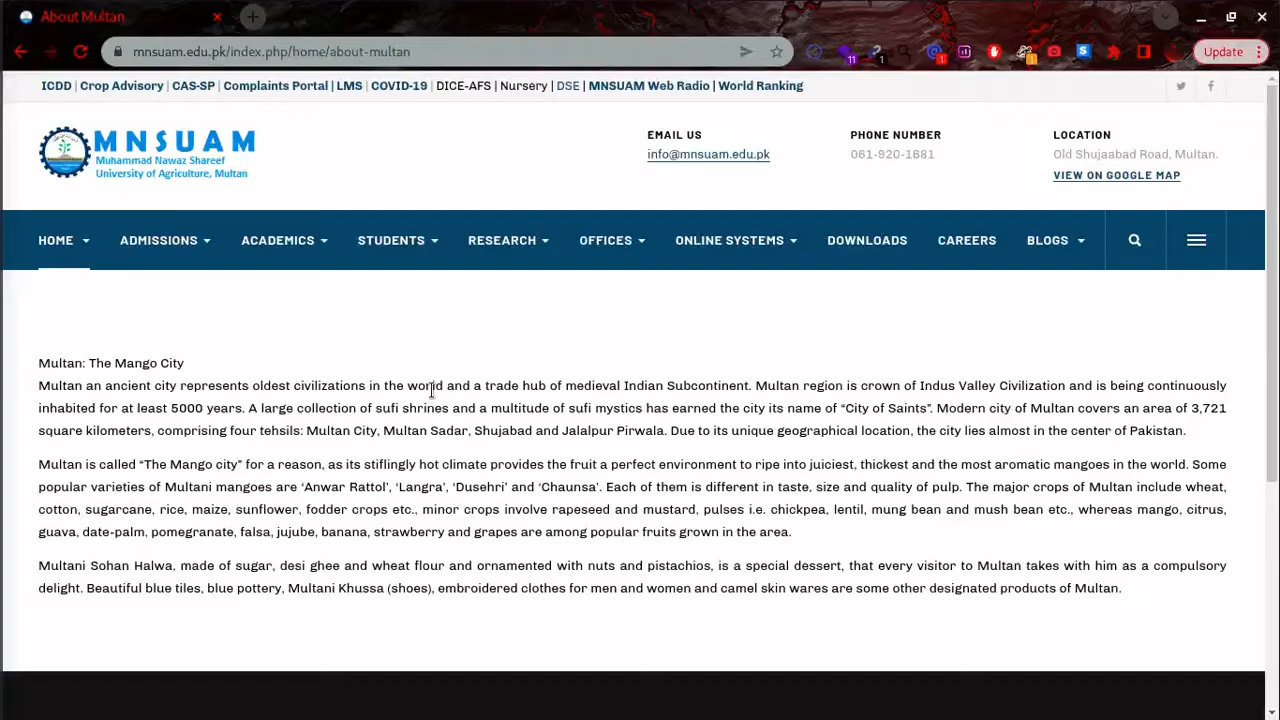 About Multan
mnsuam.edu.pk/index.php/home/about-multan
11
1
1
1
Update
ICDD | Crop Advisory | CAS-SP | Complaints Portal | LMS | COVID-19 | DICE-AFS | Nursery | DSE | MNSUAM Web Radio | World Ranking
MNSUAM
Muhammad Nawaz Shareef
University of Agriculture, Multan
EMAIL US
info@mnsuam.edu.pk
PHONE NUMBER
061-920-1681
LOCATION
Old Shujaabad Road, Multan.
VIEW ON GOOGLE MAP
HOME ADMISSIONS ACADEMICS STUDENTS RESEARCH OFFICES ONLINE SYSTEMS DOWNLOADS CAREERS BLOGS
Multan: The Mango City
Multan an ancient city represents oldest civilizations in the world and a trade hub of medieval Indian Subcontinent. Multan region is crown of Indus Valley Civilization and is being continuously
inhabited for at least 5000 years. A large collection of sufi shrines and a multitude of sufi mystics has earned the city its name of “City of Saints”. Modern city of Multan covers an area of 3,721
square kilometers, comprising four tehsils: Multan City, Multan Sadar, Shujabad and Jalalpur Pirwala. Due to its unique geographical location, the city lies almost in the center of Pakistan.
Multan is called “The Mango city” for a reason, as its stiflingly hot climate provides the fruit a perfect environment to ripe into juiciest, thickest and the most aromatic mangoes in the world. Some
popular varieties of Multani mangoes are ‘Anwar Rattol’, ‘Langra’, ‘Dusehri’ and ‘Chaunsa’. Each of them is different in taste, size and quality of pulp. The major crops of Multan include wheat,
cotton, sugarcane, rice, maize, sunflower, fodder crops etc., minor crops involve rapeseed and mustard, pulses i.e. chickpea, lentil, mung bean and mush bean etc., whereas mango, citrus,
guava, date-palm, pomegranate, falsa, jujube, banana, strawberry and grapes are among popular fruits grown in the area.
Multani Sohan Halwa, made of sugar, desi ghee and wheat flour and ornamented with nuts and pistachios, is a special dessert, that every visitor to Multan takes with him as a compulsory
delight. Beautiful blue tiles, blue pottery, Multani Khussa (shoes), embroidered clothes for men and women and camel skin wares are some other designated products of Multan.